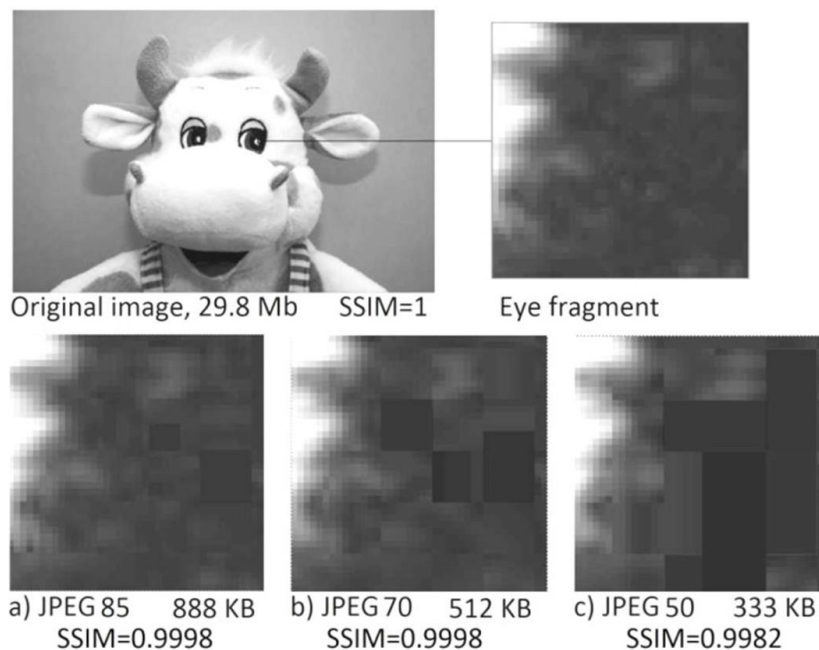 Original image, 29.8 Mb SSIM=1
Eye fragment
a) JPEG 85 888 KB
SSIM=0.9998
b) JPEG 70 512 KB
SSIM=0.9998
c) JPEG 50 333 KB
SSIM=0.9982